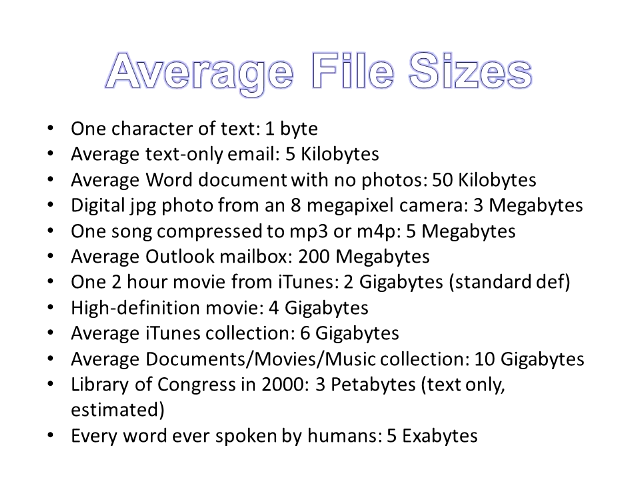 Average File Sizes
• One character of text: 1 byte
• Average text-only email: 5 Kilobytes
• Average Word document with no photos: 50 Kilobytes
• Digital jpg photo from an 8 megapixel camera: 3 Megabytes
• One song compressed to mp3 or m4p: 5 Megabytes
• Average Outlook mailbox: 200 Megabytes
• One 2 hour movie from iTunes: 2 Gigabytes (standard def)
• High-definition movie: 4 Gigabytes
• Average iTunes collection: 6 Gigabytes
• Average Documents/Movies/Music collection: 10 Gigabytes
• Library of Congress in 2000: 3 Petabytes (text only,
estimated)
• Every word ever spoken by humans: 5 Exabytes